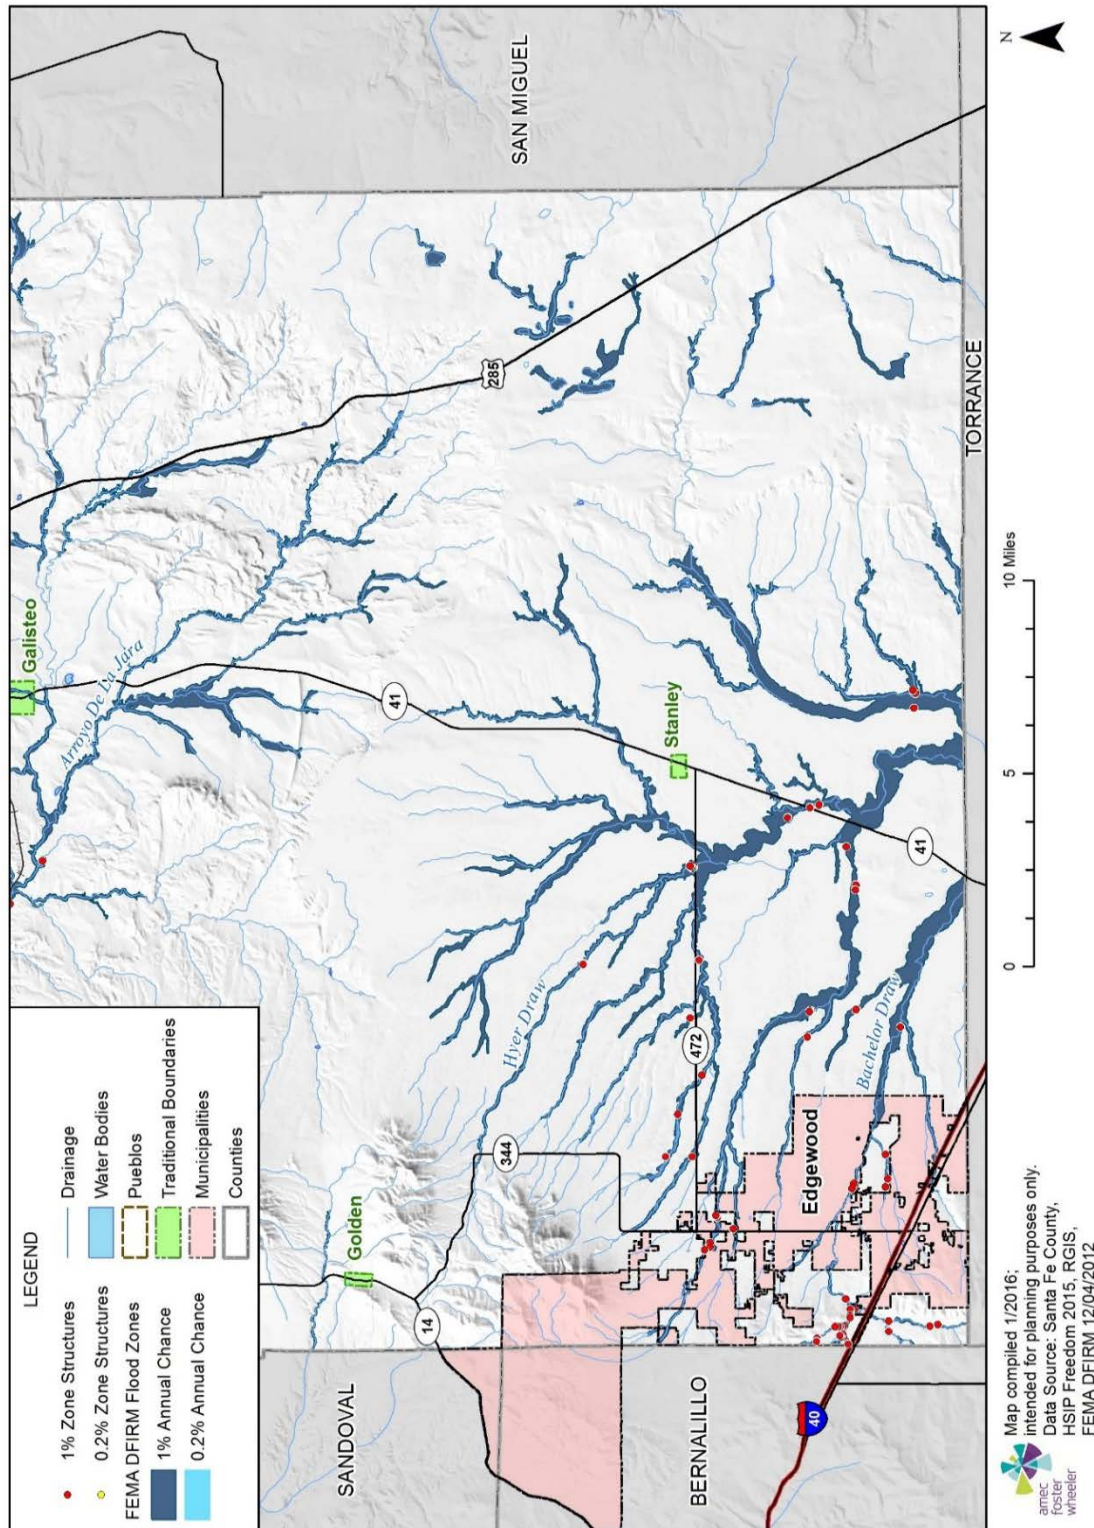 LEGEND
1% Zone Structures
0.2% Zone Structures
FEMA DFIRM Flood Zones
1% Annual Chance
0.2% Annual Chance
Drainage
Water Bodies
Pueblos
Traditional Boundaries
Municipalities
Counties
Galisteo
Arroyo De La Jara
SAN MIGUEL
285
41
Golden
14
344
Hyer Draw
Stanley
472
SANDOVAL
BERNALILLO
Edgewood
Bachelor Draw
41
40
TORRANCE
0
5
10 Miles
N
amec
foster
wheeler
Map compiled 1/2016;
intended for planning purposes only.
Data Source: Santa Fe County,
HSIP Freedom 2015, RGIS,
FEMA DFIRM 12/04/2012